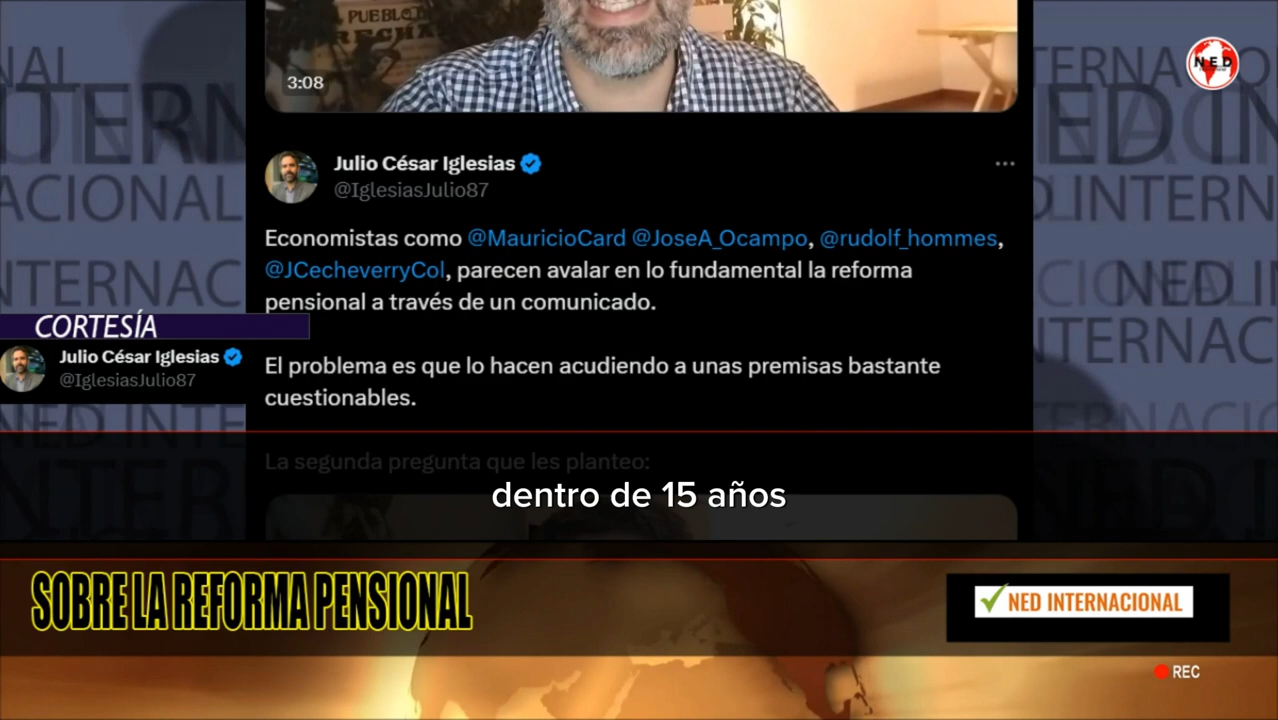 PUEBLO
3:08
NED
Julio César Iglesias
@IglesiasJulio87
Economistas como @MauricioCard @JoseA_Ocampo, @rudolf_hommes,
@JCecheverryCol, parecen avalar en lo fundamental la reforma
pensional a través de un comunicado.
CORTESÍA
Julio César Iglesias
@IglesiasJulio87
El problema es que lo hacen acudiendo a unas premisas bastante
cuestionables.
La segunda pregunta que les planteo:
dentro de 15 años
SOBRE LA REFORMA PENSIONAL
NED INTERNACIONAL
REC